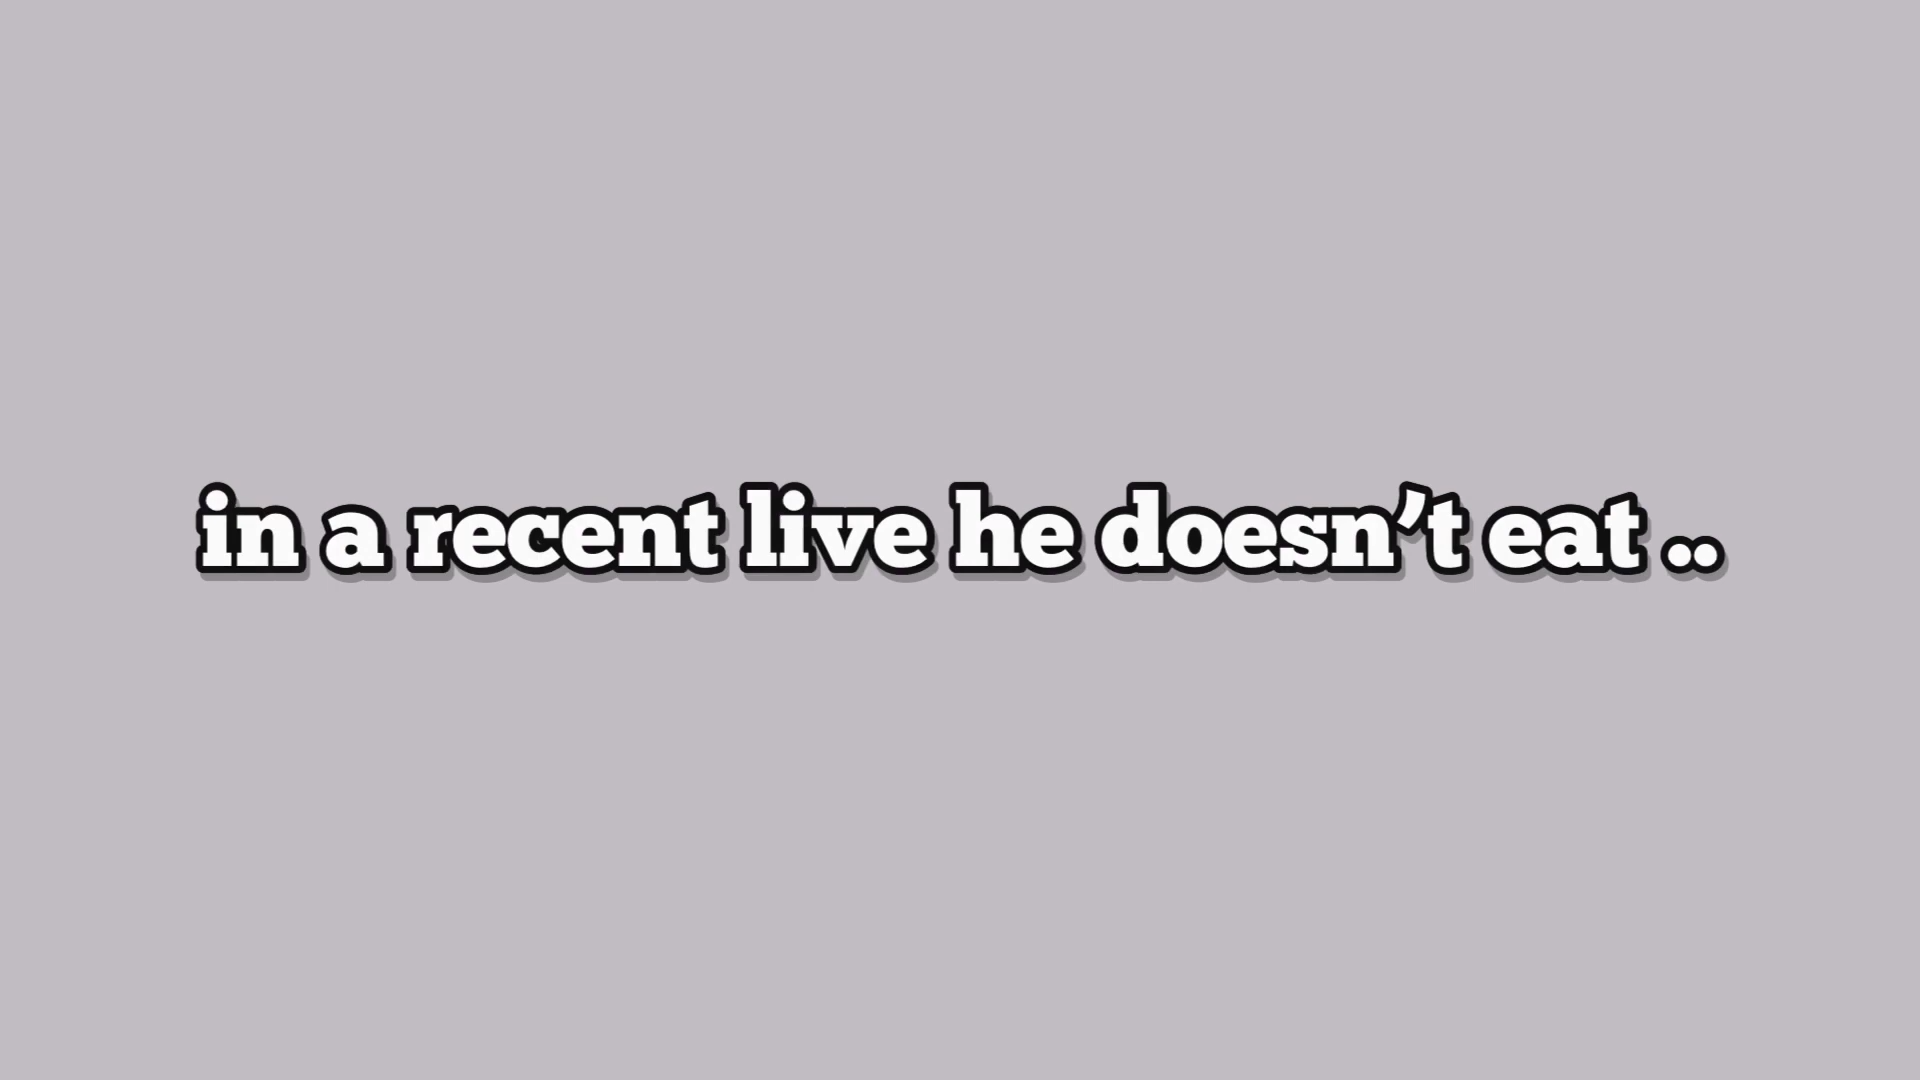 in a recent live he doesn’t eat ..